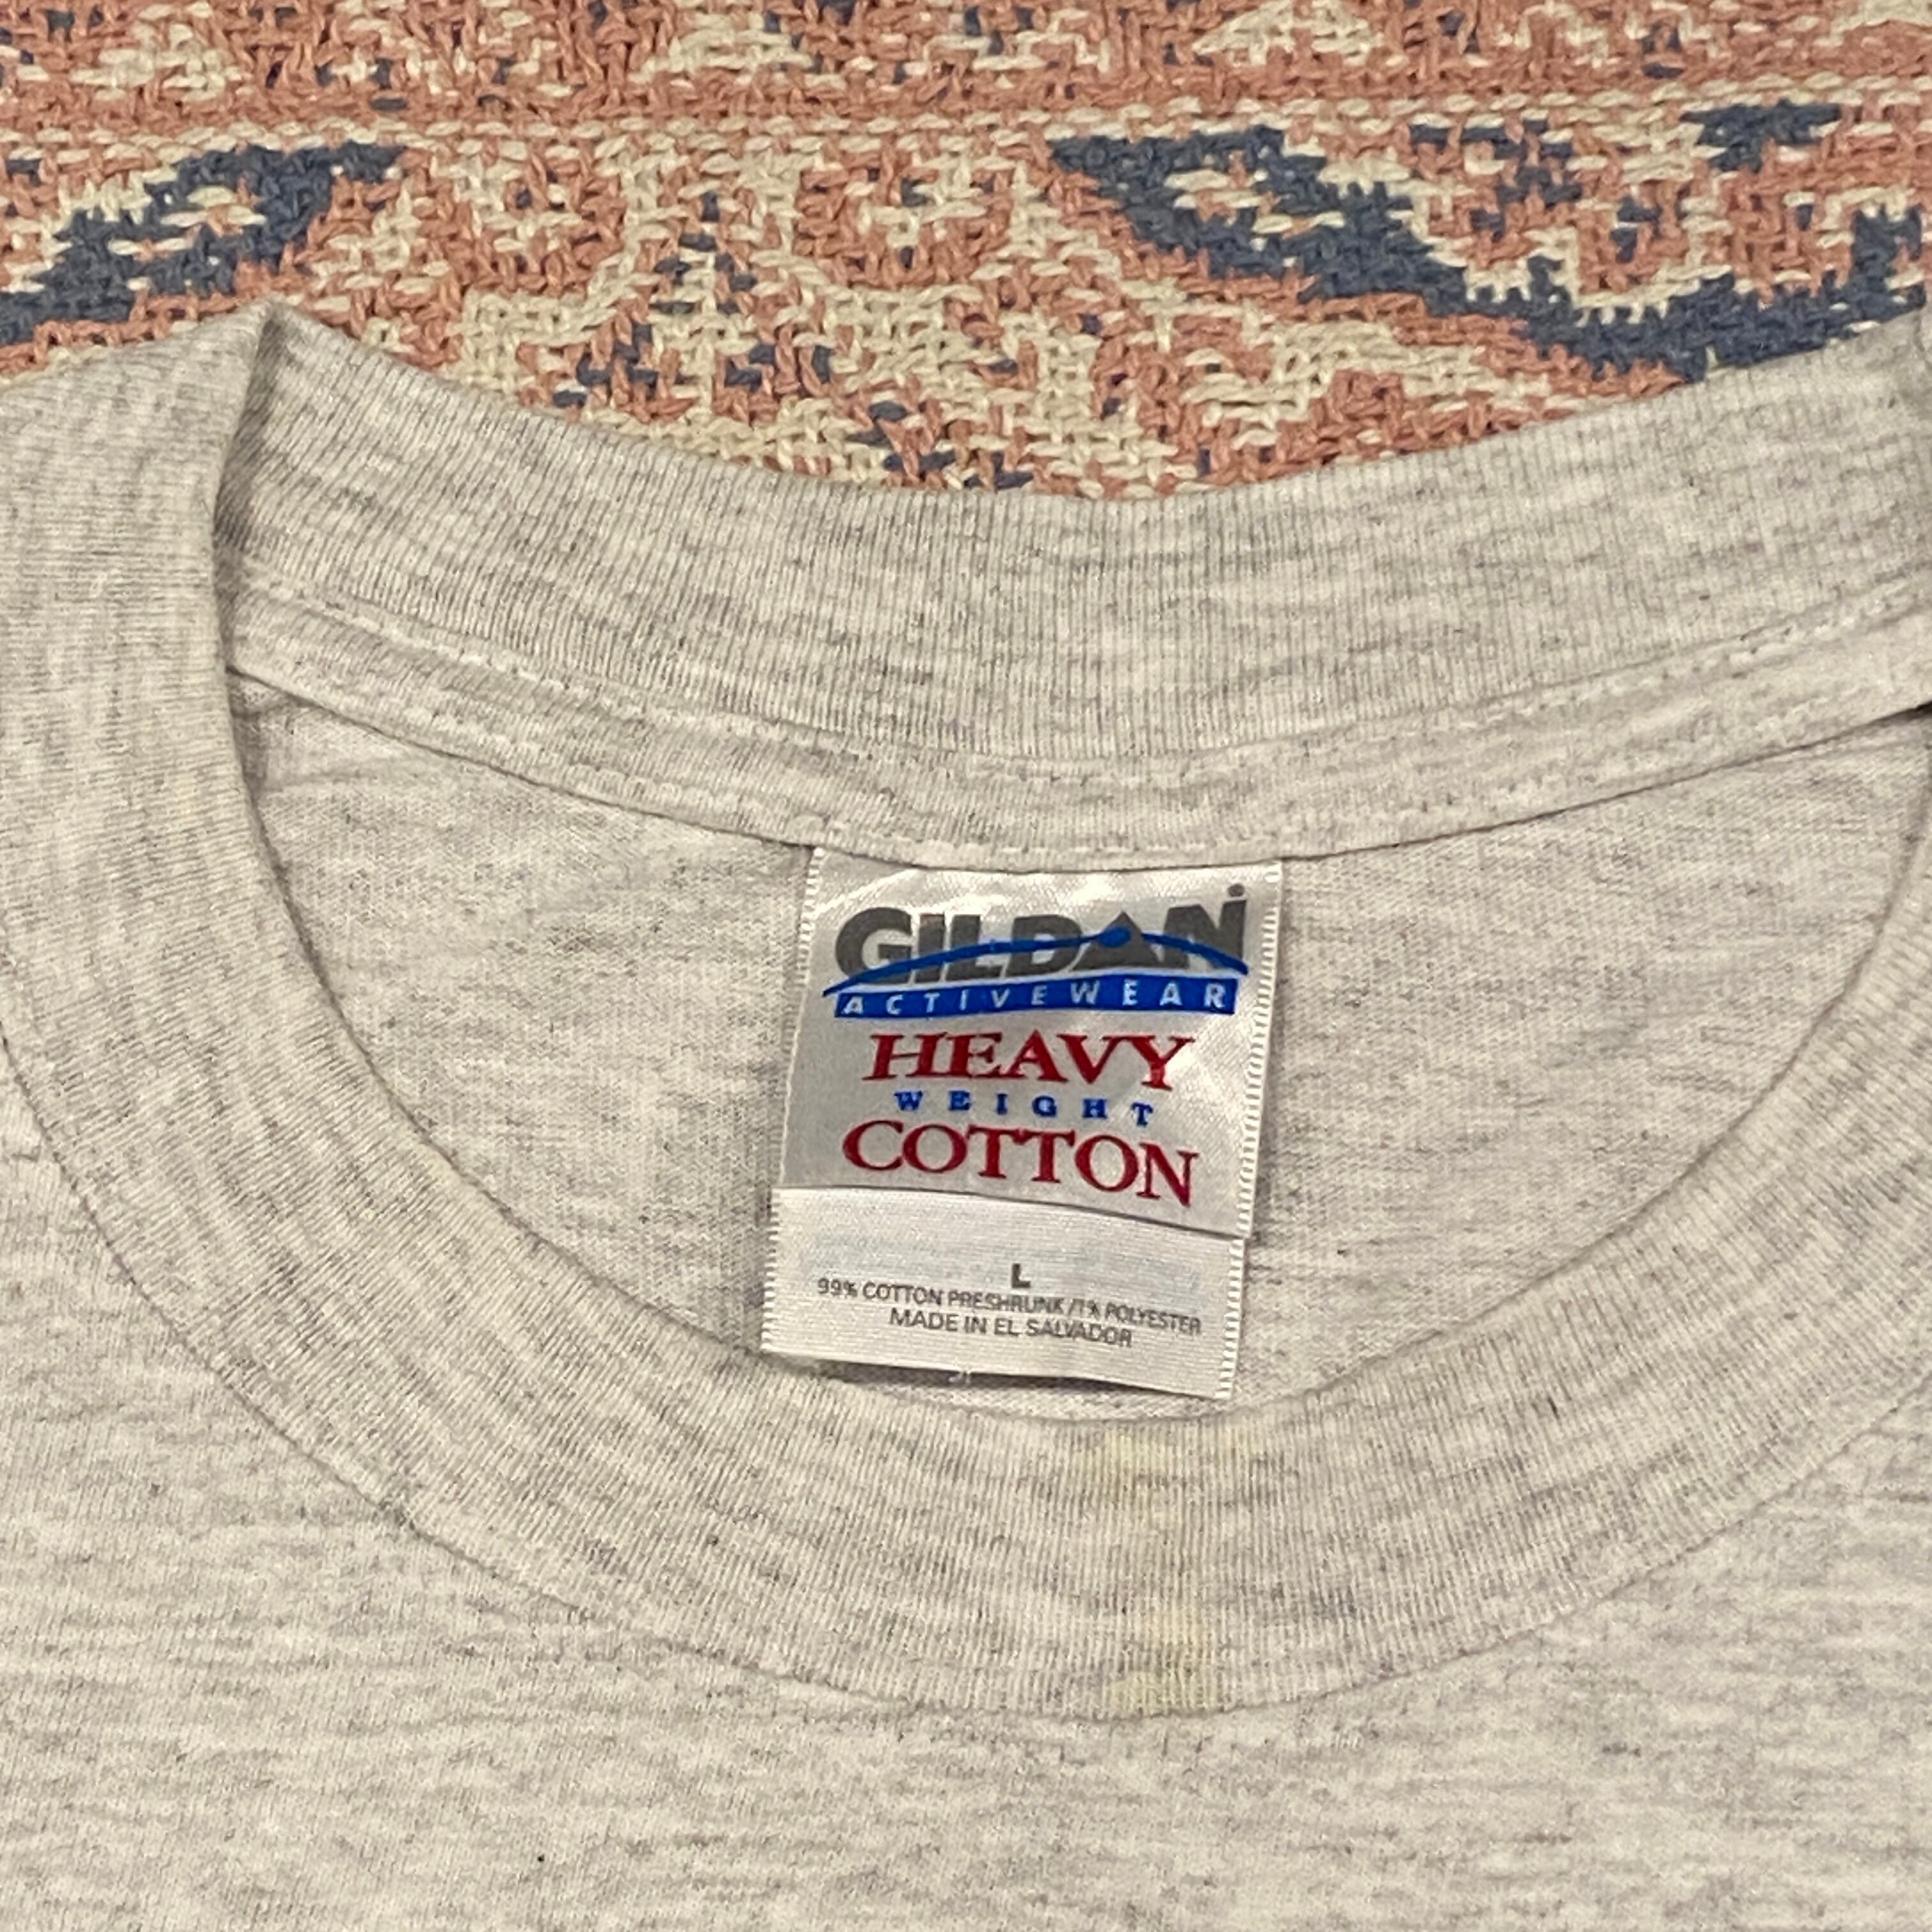 GILDAN
ACTIVEWEAR
HEAVY
WEIGHT
COTTON
L
99% COTTON PRESHRUNK/1% POLYESTER
MADE IN EL SALVADOR